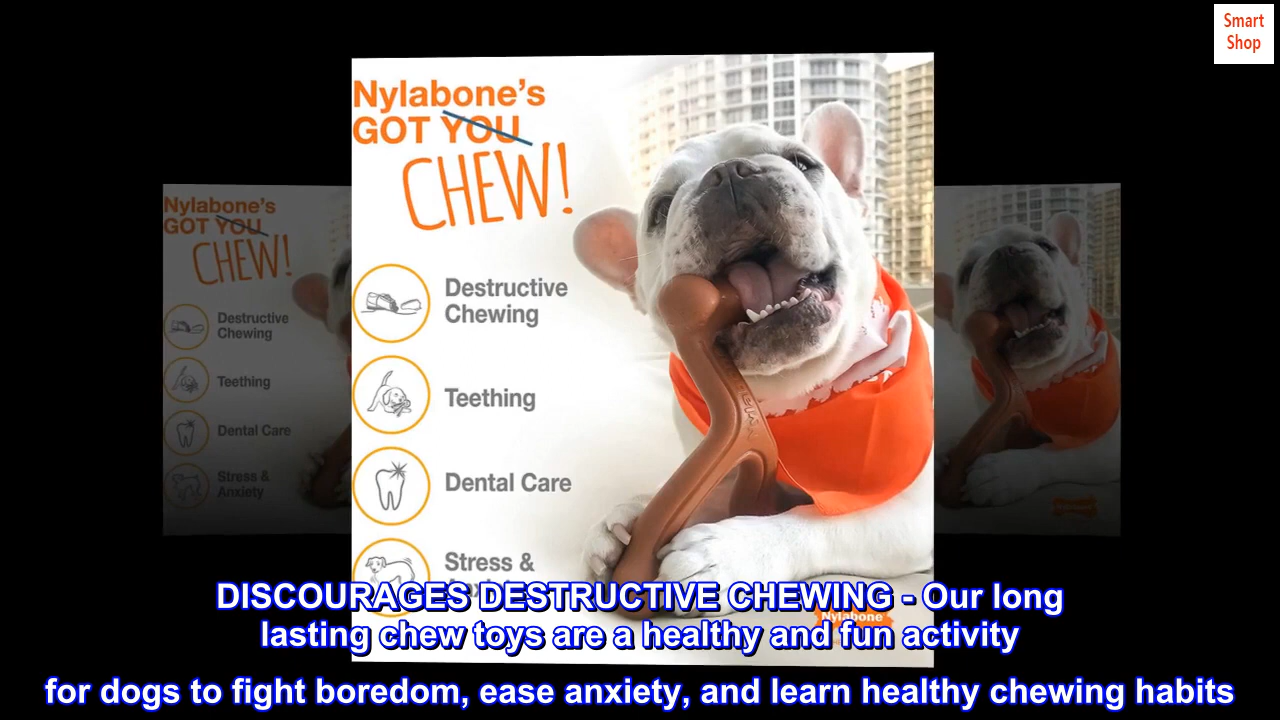 Smart
Shop
Nylabone's
GOT YOU
CHEW!
Destructive
Chewing
Teething
Dental Care
Stress &
Anxiety
Nylabone's
GOT YOU
CHEW!
Destructive
Chewing
Teething
Dental Care
Stress &
Nylabone
DISCOURAGES DESTRUCTIVE CHEWING - Our long
lasting chew toys are a healthy and fun activity
for dogs to fight boredom, ease anxiety, and learn healthy chewing habits